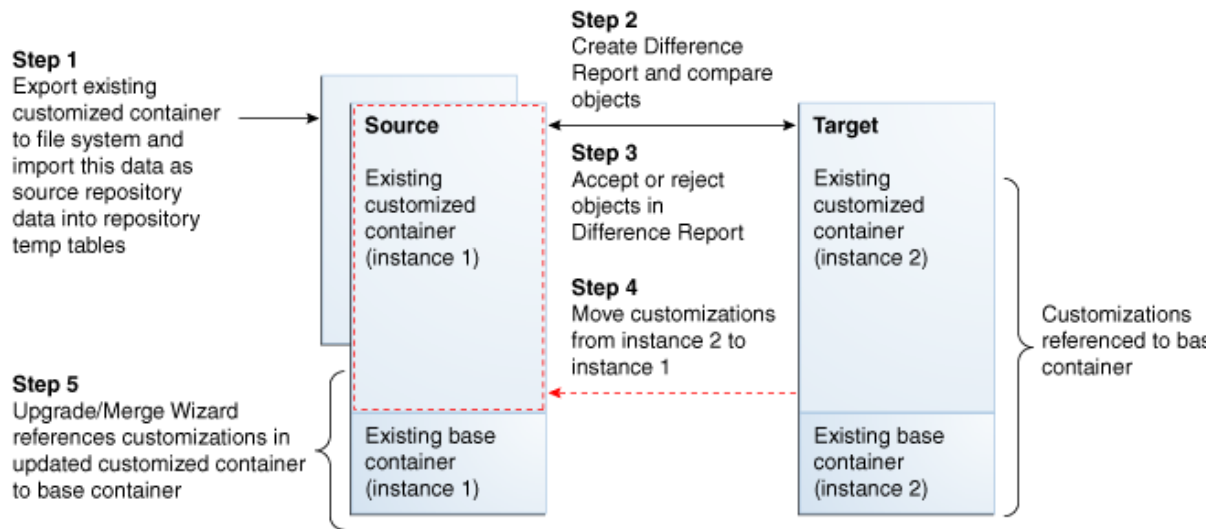 Step 1
Export existing
customized container
to file system and
import this data as
source repository
data into repository
temp tables
Step 2
Create Difference
Report and compare
objects
Source
Existing
customized
container
(instance 1)
Step 3
Accept or reject
objects in
Difference Report
Target
Existing
customized
container
(instance 2)
Step 4
Move customizations
from instance 2 to
instance 1
Customizations
referenced to
container
Step 5
Upgrade/Merge Wizard
references customizations in
updated customized container
to base container
Existing base
container
(instance 1)
Existing base
container
(instance 2)